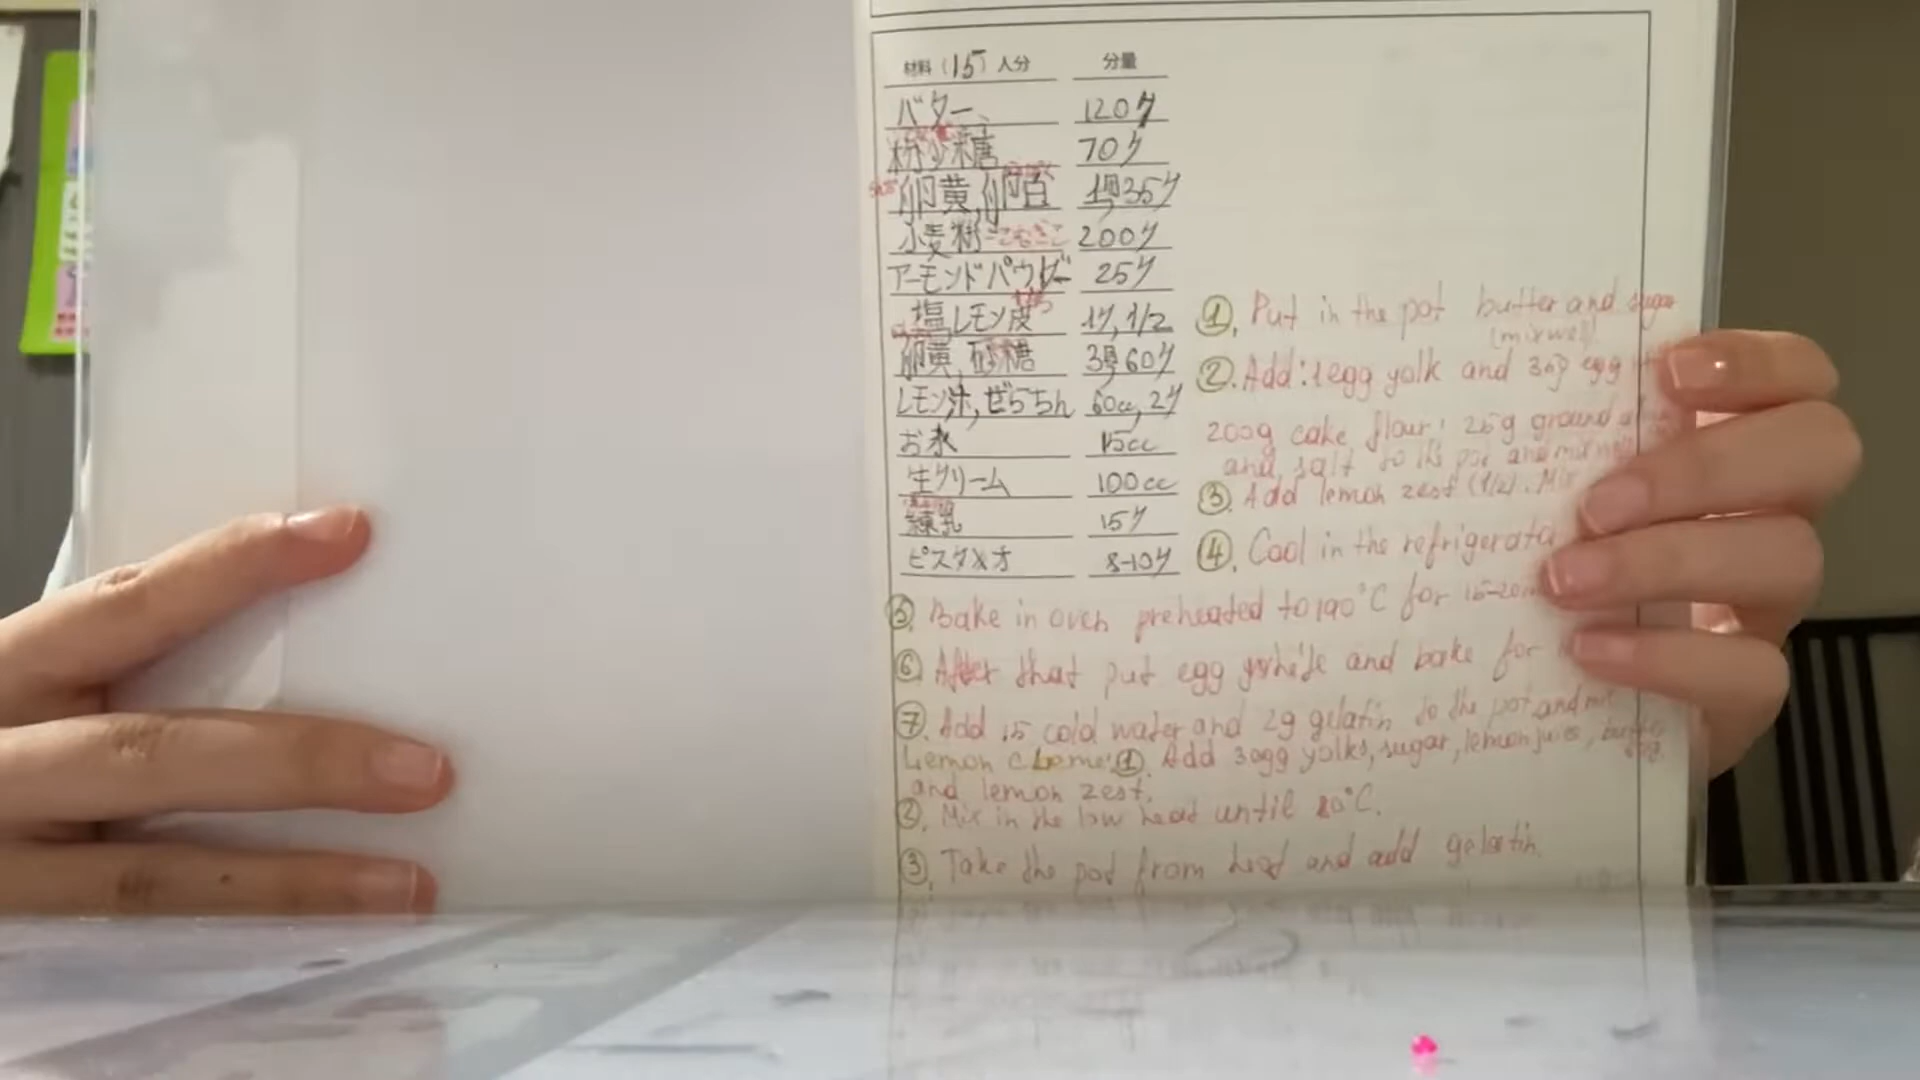 材料（15）人分 分量
バター 120g
粉砂糖 70g
卵黄,卵白 1個,35g
小麦粉=こむぎこ 200g
アーモンドパウダー 25g
塩,レモン皮 1g, 1/2
卵黄, 砂糖 3個,60g
レモン汁,ぜらちん 60cc, 2g
お水 15cc
生クリーム 100cc
練乳 15g
ピスタチオ 8-10g
①. Put in the pot butter and sugar
(mix well)
②. Add: 1 egg yolk and egg
200g cake flour, 25g ground
and salt to the pot and mix
③. Add lemon zest (1/2). Mix
④. Cool in the refrigerato
⑤. Bake in oven preheated to 190°C for 15-20
⑥. After that put egg and bake for
⑦. Add 15 cold water and 2g gelatin to the pot and
Lemon ①. Add yolks, sugar, lemon
and lemon zest.
②. Mix in the low heat until 80°C.
③. Take the pot from heat and add gelatin.